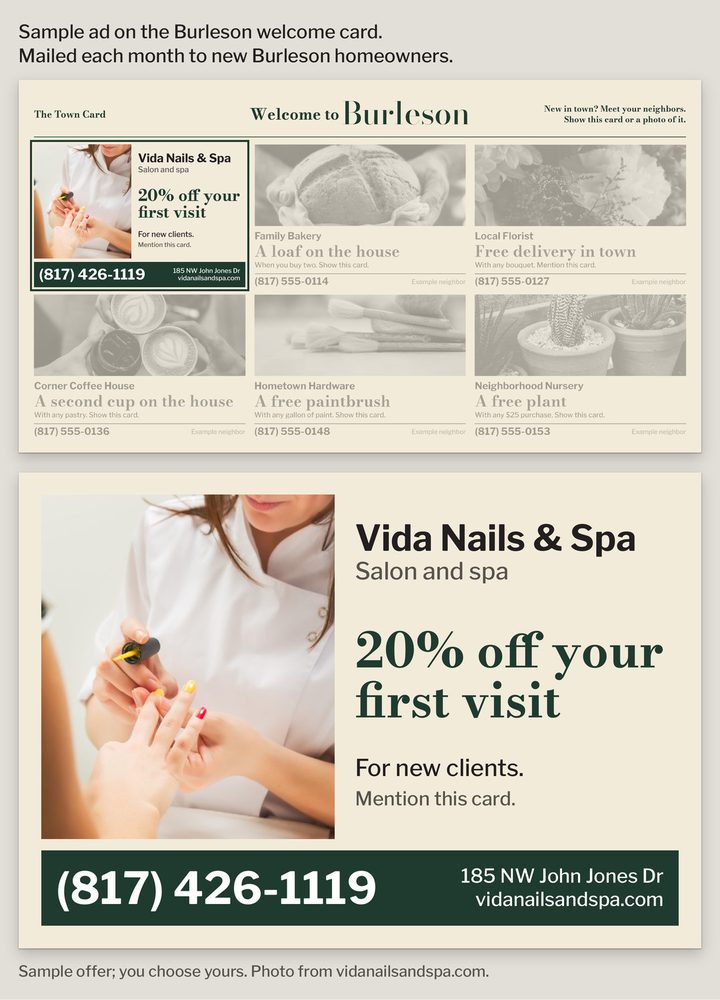 Sample ad on the Burleson welcome card.
Mailed each month to new Burleson homeowners.
The Town Card
Welcome to Burleson
New in town? Meet your neighbors.
Show this card or a photo of it.
Vida Nails & Spa
Salon and spa
20% off your
first visit
For new clients.
Mention this card.
(817) 426-1119
185 NW John Jones Dr
vidanailsandspa.com
Family Bakery
A loaf on the house
When you buy two. Show this card.
(817) 555-0114
Example neighbor
Local Florist
Free delivery in town
With any bouquet. Mention this card.
(817) 555-0127
Example neighbor
Corner Coffee House
A second cup on the house
With any pastry. Show this card.
(817) 555-0136
Example neighbor
Hometown Hardware
A free paintbrush
With any gallon of paint. Show this card.
(817) 555-0148
Example neighbor
Neighborhood Nursery
A free plant
With any $25 purchase. Show this card.
(817) 555-0153
Example neighbor
Vida Nails & Spa
Salon and spa
20% off your
first visit
For new clients.
Mention this card.
(817) 426-1119
185 NW John Jones Dr
vidanailsandspa.com
Sample offer; you choose yours. Photo from vidanailsandspa.com.